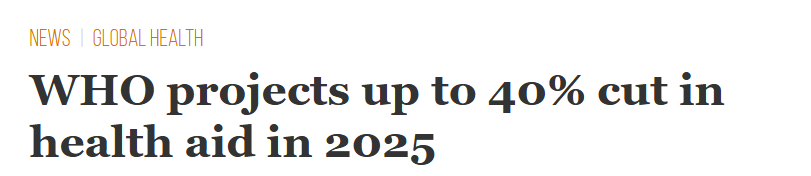 NEWS | GLOBAL HEALTH
WHO projects up to 40% cut in
health aid in 2025